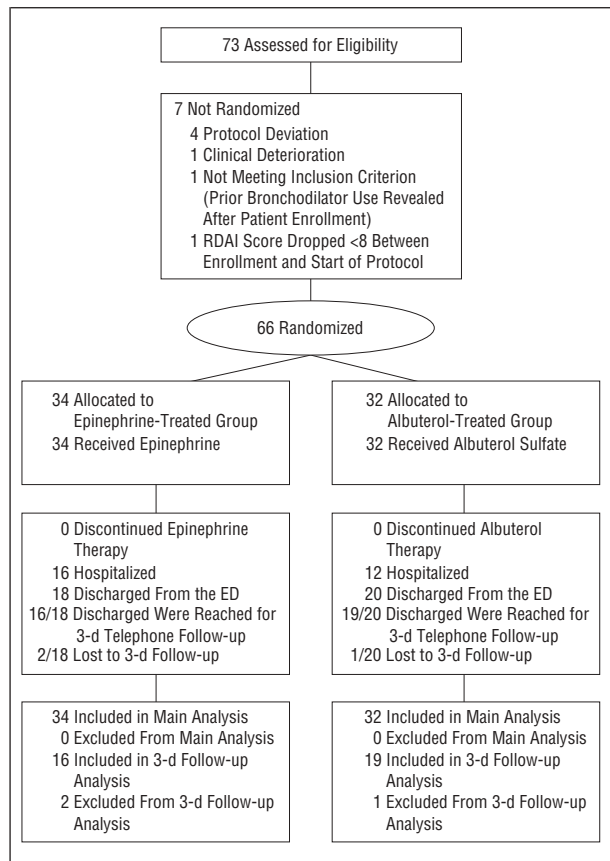 73 Assessed for Eligibility
7 Not Randomized
4 Protocol Deviation
1 Clinical Deterioration
1 Not Meeting Inclusion Criterion
(Prior Bronchodilator Use Revealed
After Patient Enrollment)
1 RDAI Score Dropped <8 Between
Enrollment and Start of Protocol
66 Randomized
34 Allocated to
Epinephrine-Treated Group
34 Received Epinephrine
32 Allocated to
Albuterol-Treated Group
32 Received Albuterol Sulfate
0 Discontinued Epinephrine
Therapy
16 Hospitalized
18 Discharged From the ED
16/18 Discharged Were Reached for
3-d Telephone Follow-up
2/18 Lost to 3-d Follow-up
0 Discontinued Albuterol
Therapy
12 Hospitalized
20 Discharged From the ED
19/20 Discharged Were Reached for
3-d Telephone Follow-up
1/20 Lost to 3-d Follow-up
34 Included in Main Analysis
0 Excluded From Main Analysis
16 Included in 3-d Follow-up
Analysis
2 Excluded From 3-d Follow-up
Analysis
32 Included in Main Analysis
0 Excluded From Main Analysis
19 Included in 3-d Follow-up
Analysis
1 Excluded From 3-d Follow-up
Analysis